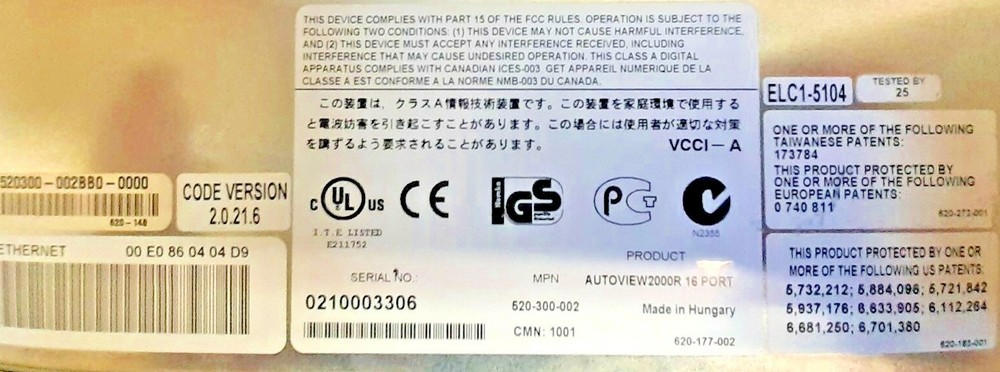 THIS DEVICE COMPLIES WITH PART 15 OF THE FCC RULES. OPERATION IS SUBJECT TO THE
FOLLOWING TWO CONDITIONS: (1) THIS DEVICE MAY NOT CAUSE HARMFUL INTERFERENCE,
AND (2) THIS DEVICE MUST ACCEPT ANY INTERFERENCE RECEIVED, INCLUDING
INTERFERENCE THAT MAY CAUSE UNDESIRED OPERATION. THIS CLASS A DIGITAL
APPARATUS COMPLIES WITH CANADIAN ICES-003. GET APPAREIL NUMERIQUE DE LA
CLASSE A EST CONFORME A LA NORME NMB-003 DU CANADA.
この装置は、クラスA情報技術装置です。この装置を家庭環境で使用する
と電波妨害を引き起こすことがあります。この場合には使用者が適切な対策
を講ずるよう要求されることがあります。
VCCI-A
C UL US
I.T.E LISTED
E211752
CE
GS
PCT
N2355
PRODUCT
SERIAL NO.:
MPN
AUTOVIEW2000R 16 PORT
0210003306
520-300-002
Made in Hungary
CMN: 1001
620-177-002
520300-002BB0-0000
620-148
CODE VERSION
2.0.21.6
ETHERNET 00 E0 86 04 04 D9
ELC1-5104
TESTED BY
25
ONE OR MORE OF THE FOLLOWING
TAIWANESE PATENTS:
173784
THIS PRODUCT PROTECTED BY
ONE OR MORE OF THE FOLLOWING
EUROPEAN PATENTS:
0 740 811
620-273-001
THIS PRODUCT PROTECTED BY ONE OR
MORE OF THE FOLLOWING US PATENTS:
5,732,212; 5,884,096; 5,721,842
5,937,176; 6,633,905; 6,112,264
6,681,250; 6,701,380
620-183-001